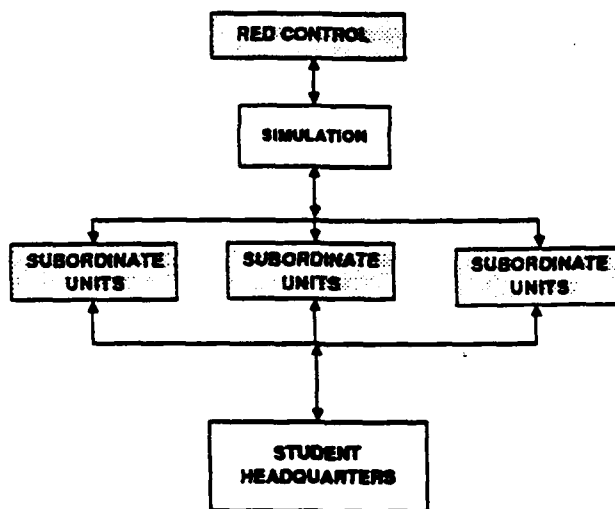 RED CONTROL
SIMULATION
SUBORDINATE
UNITS
SUBORDINATE
UNITS
SUBORDINATE
UNITS
STUDENT
HEADQUARTERS